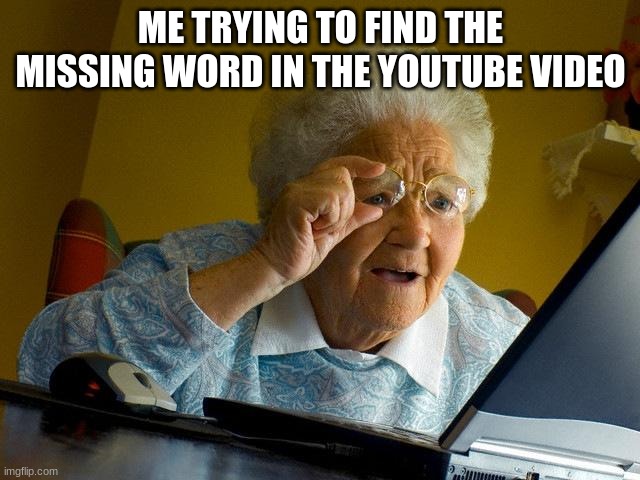 ME TRYING TO FIND THE
MISSING WORD IN THE YOUTUBE VIDEO
imgflip.com